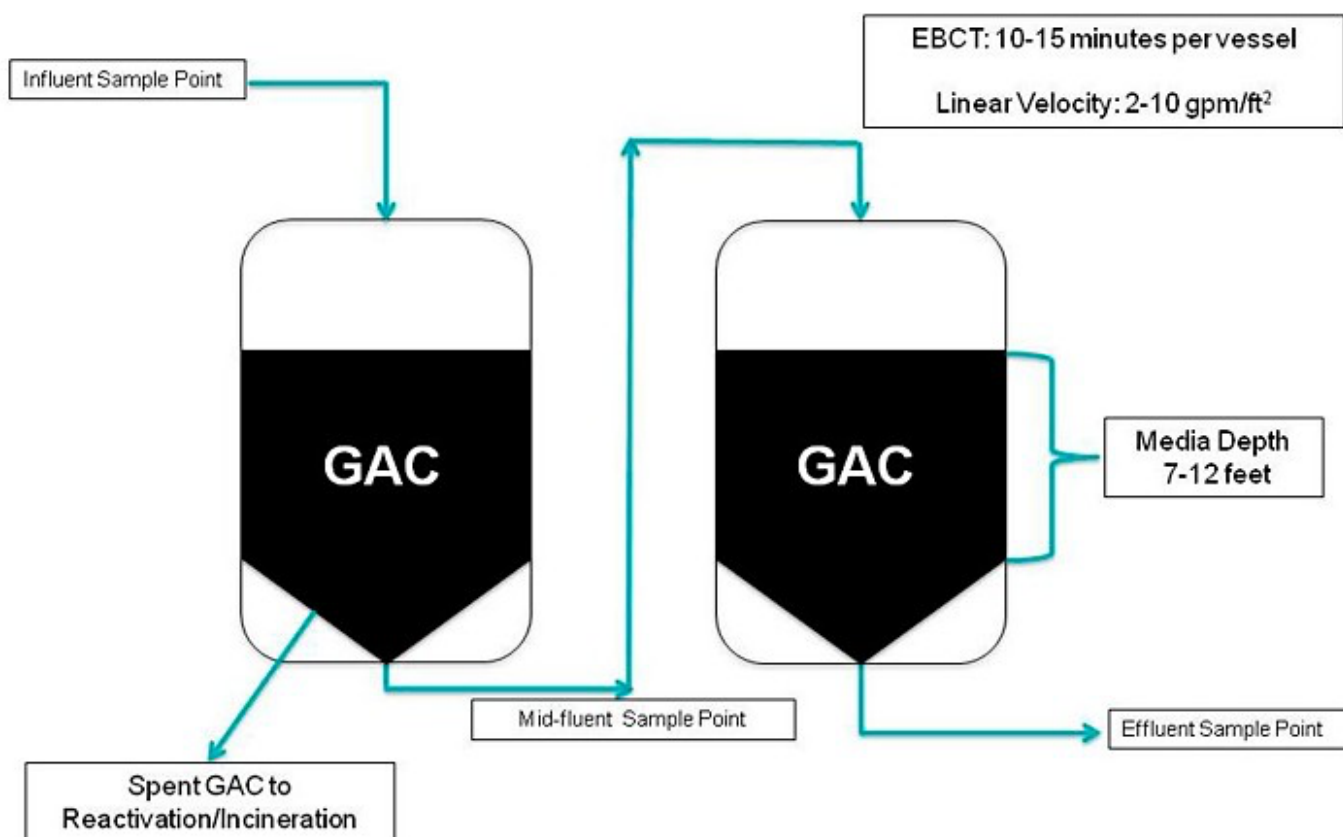 EBCT: 10-15 minutes per vessel
Linear Velocity: 2-10 gpm/ft²
Influent Sample Point
GAC
GAC
Media Depth
7-12 feet
Mid-fluent Sample Point
Effluent Sample Point
Spent GAC to
Reactivation/Incineration